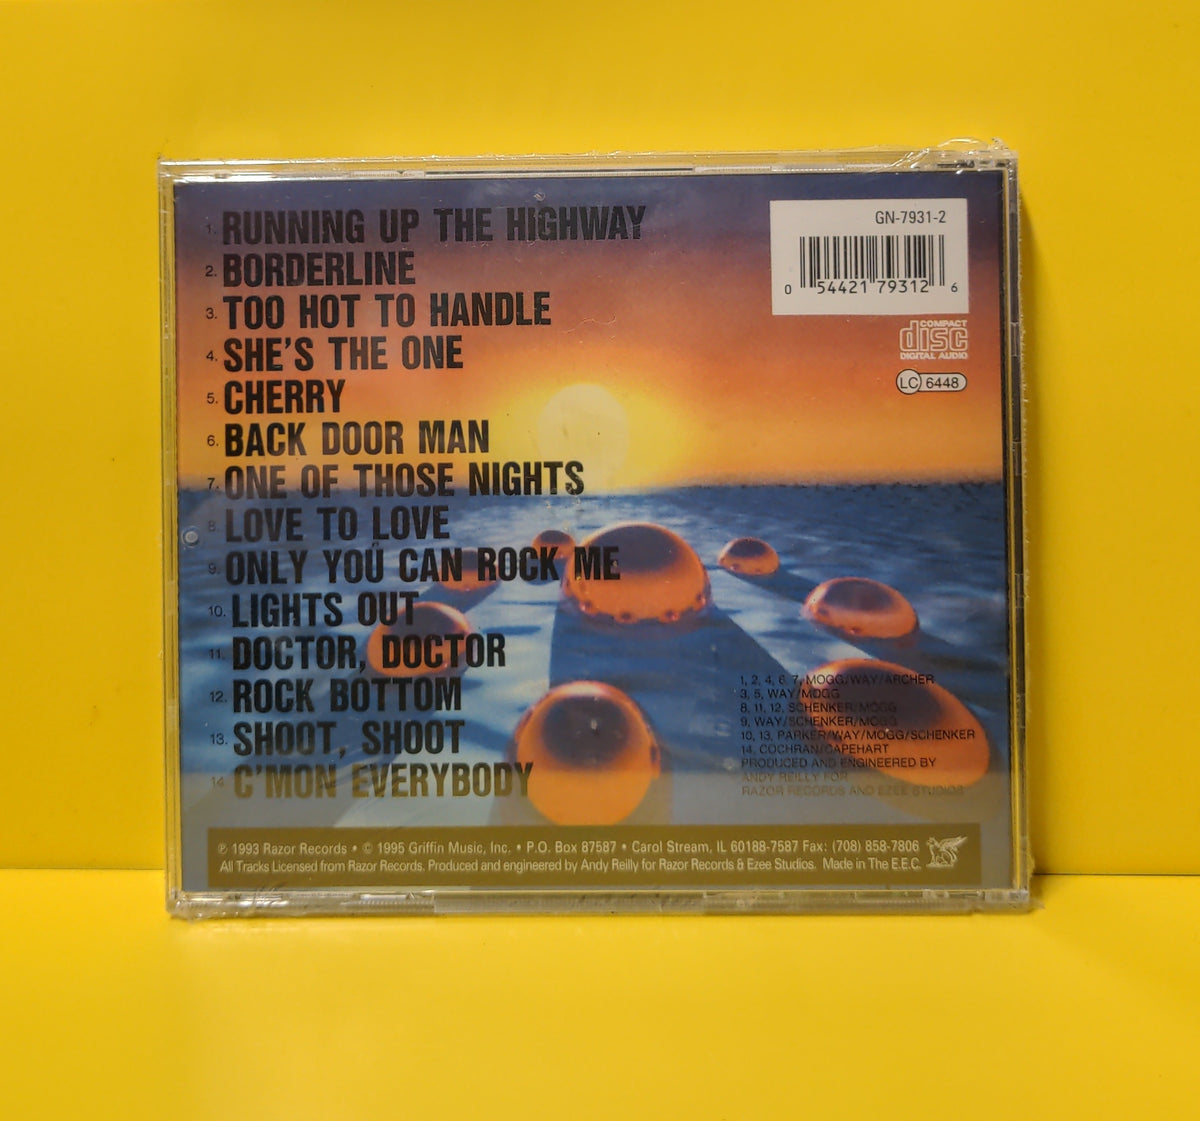 1. RUNNING UP THE HIGHWAY
2. BORDERLINE
3. TOO HOT TO HANDLE
4. SHE'S THE ONE
5. CHERRY
6. BACK DOOR MAN
7. ONE OF THOSE NIGHTS
8. LOVE TO LOVE
9. ONLY YOU CAN ROCK ME
10. LIGHTS OUT
11. DOCTOR, DOCTOR
12. ROCK BOTTOM
13. SHOOT, SHOOT
14. C'MON EVERYBODY
GN-7931-2
0 54421 79312 6
COMPACT
disc
DIGITAL AUDIO
LC 6448
1, 2, 4, 6, 7, MOGG/WAY/ARCHER
3, 5, WAY/MOGG
8, 11, 12, SCHENKER/MOGG
9, WAY/SCHENKER/MOGG
10, 13, PARKER/WAY/MOGG/SCHENKER
14, COCHRAN/CAPEHART
PRODUCED AND ENGINEERED BY
ANDY REILLY FOR
RAZOR RECORDS AND EZEE STUDIOS
℗ 1993 Razor Records • © 1995 Griffin Music, Inc. • P.O. Box 87587 • Carol Stream, IL 60188-7587 Fax: (708) 858-7806
All Tracks Licensed from Razor Records. Produced and engineered by Andy Reilly for Razor Records & Ezee Studios. Made in The E.E.C.